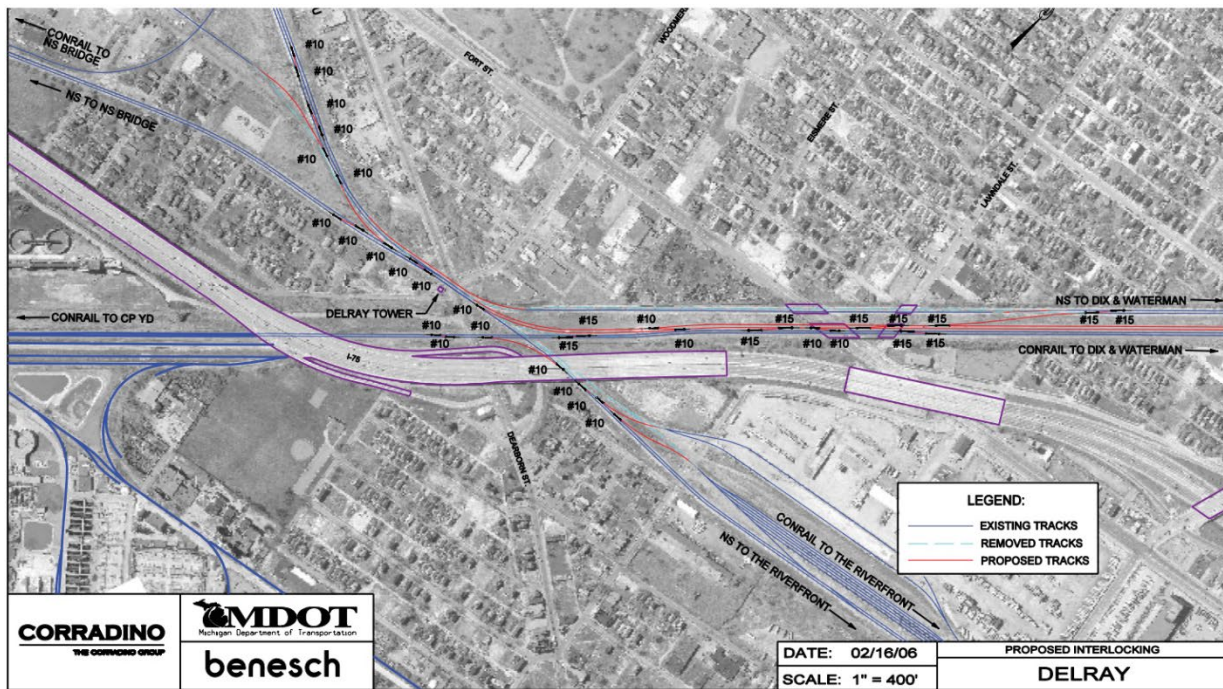 CONRAIL TO
NS BRIDGE
NS TO NS BRIDGE
#10
#10
#10
#10
#10
#10
FORT ST.
WOODMERE ST.
ELSMERE ST.
LAWNDALE ST.
#10
#10
#10
#10
#10
#10
DELRAY TOWER
CONRAIL TO CP YD
NS TO DIX & WATERMAN
#10
#10
#10
#15
#15
#10
#10
#15
#15
#10
#10
#15
#15
#15
#15
#15
#15
CONRAIL TO DIX & WATERMAN
I-75
#10
#10
#10
#10
DEARBORN ST.
CONRAIL TO THE RIVERFRONT
NS TO THE RIVERFRONT
LEGEND:
EXISTING TRACKS
REMOVED TRACKS
PROPOSED TRACKS
CORRADINO
THE CORRADINO GROUP
MDOT
Michigan Department of Transportation
benesch
DATE: 02/16/06
SCALE: 1" = 400'
PROPOSED INTERLOCKING
DELRAY